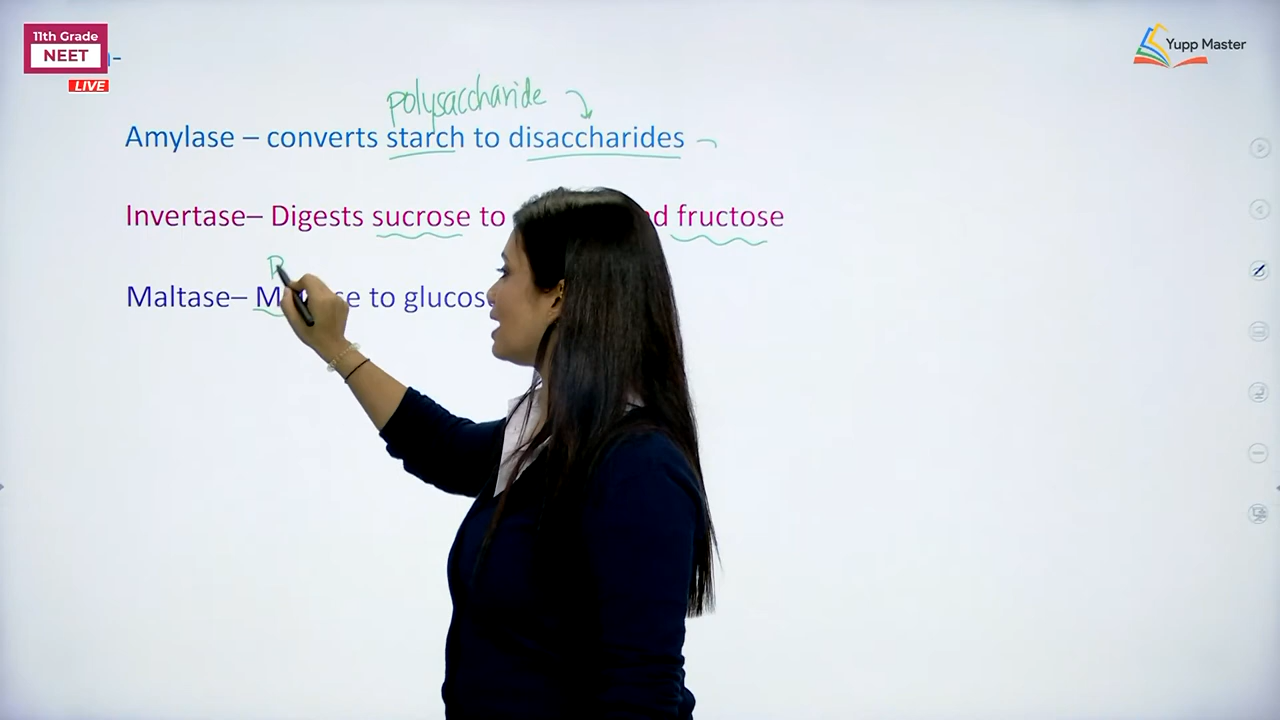 11th Grade
NEET
LIVE
Yupp Master
polysaccharide
Amylase – converts starch to disaccharides
Invertase– Digests sucrose to fructose
Maltase– to